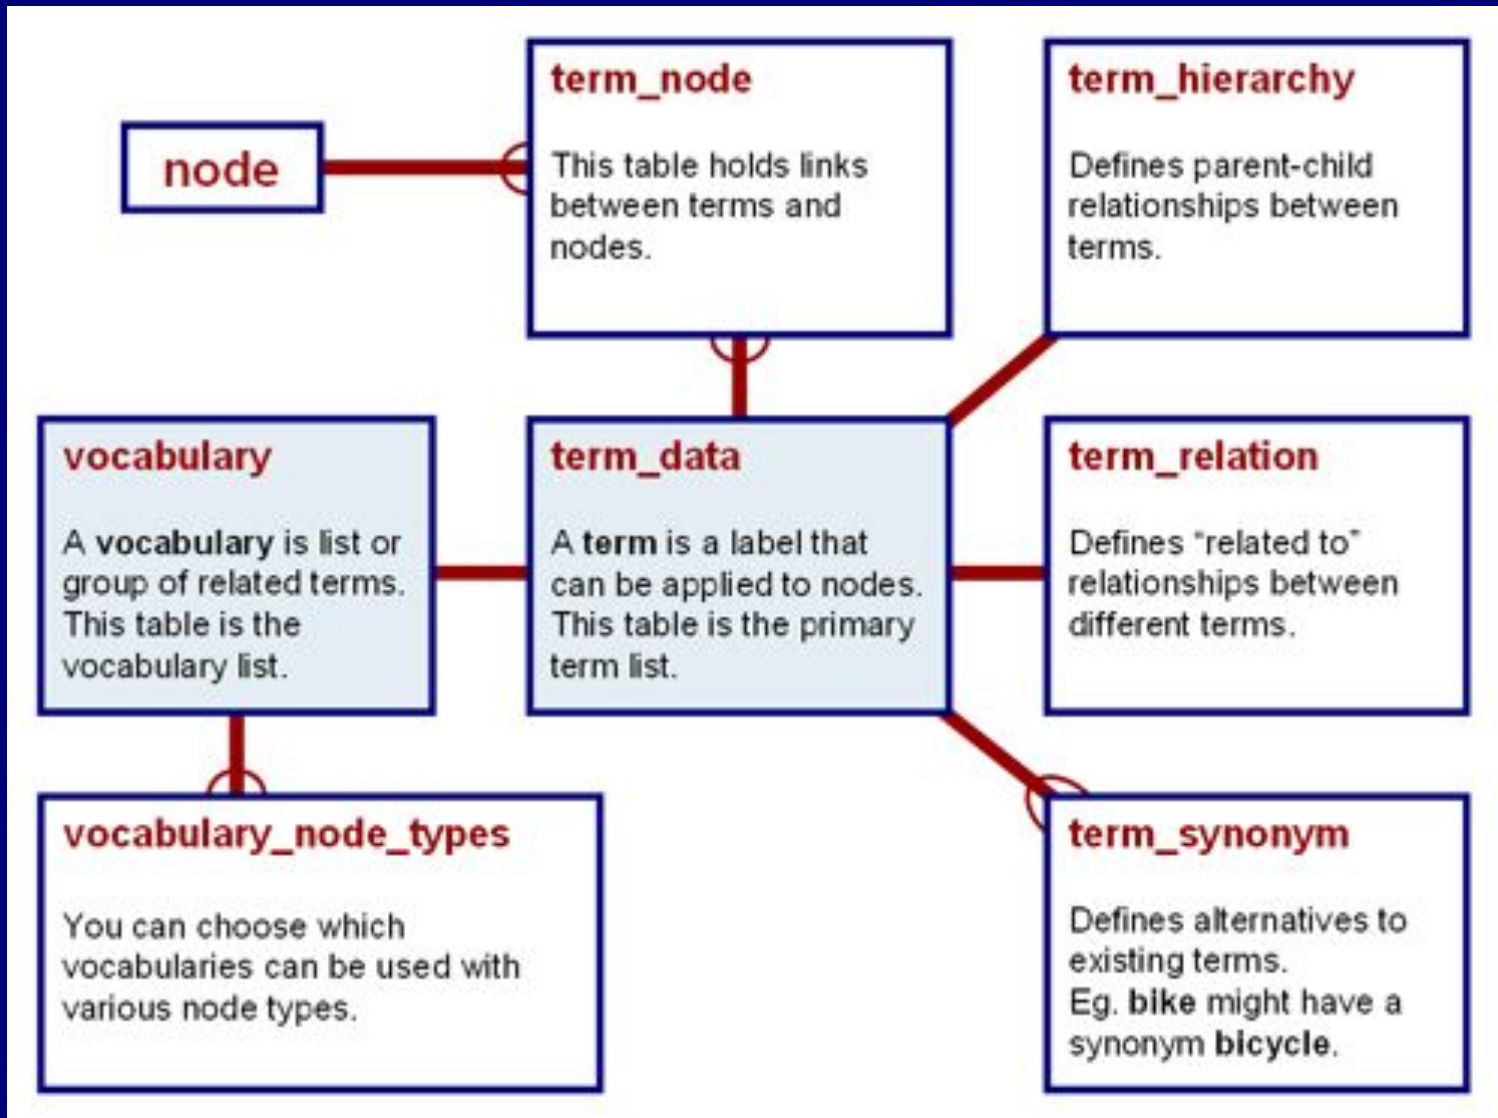 node
term_node
This table holds links
between terms and
nodes.
term_hierarchy
Defines parent-child
relationships between
terms.
vocabulary
A vocabulary is list or
group of related terms.
This table is the
vocabulary list.
term_data
A term is a label that
can be applied to nodes.
This table is the primary
term list.
term_relation
Defines “related to”
relationships between
different terms.
vocabulary_node_types
You can choose which
vocabularies can be used with
various node types.
term_synonym
Defines alternatives to
existing terms.
Eg. bike might have a
synonym bicycle.